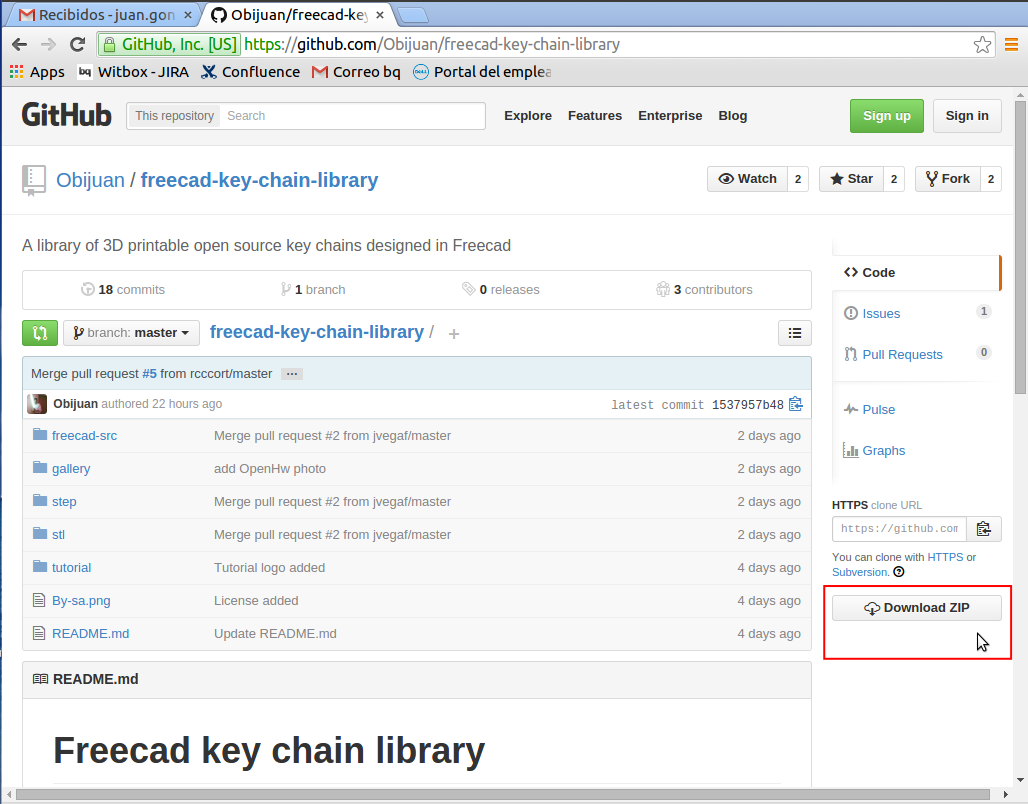 Recibidos - juan.gon
Obijuan/freecad-key
GitHub, Inc. [US] https://github.com/Obijuan/freecad-key-chain-library
Apps bq Witbox - JIRA Confluence Correo bq DELL Portal del emplea
GitHub This repository Search Explore Features Enterprise Blog Sign up Sign in
Obijuan / freecad-key-chain-library Watch 2 Star 2 Fork 2
A library of 3D printable open source key chains designed in Freecad
18 commits 1 branch 0 releases 3 contributors
branch: master freecad-key-chain-library / +
Merge pull request #5 from rcccort/master ...
Obijuan authored 22 hours ago latest commit 1537957b48
freecad-src Merge pull request #2 from jvegaf/master 2 days ago
gallery add OpenHw photo 2 days ago
step Merge pull request #2 from jvegaf/master 2 days ago
stl Merge pull request #2 from jvegaf/master 2 days ago
tutorial Tutorial logo added 4 days ago
By-sa.png License added 4 days ago
README.md Update README.md 4 days ago
README.md
Freecad key chain library
Code
Issues 1
Pull Requests 0
Pulse
Graphs
HTTPS clone URL
https://github.com
You can clone with HTTPS or
Subversion.
Download ZIP